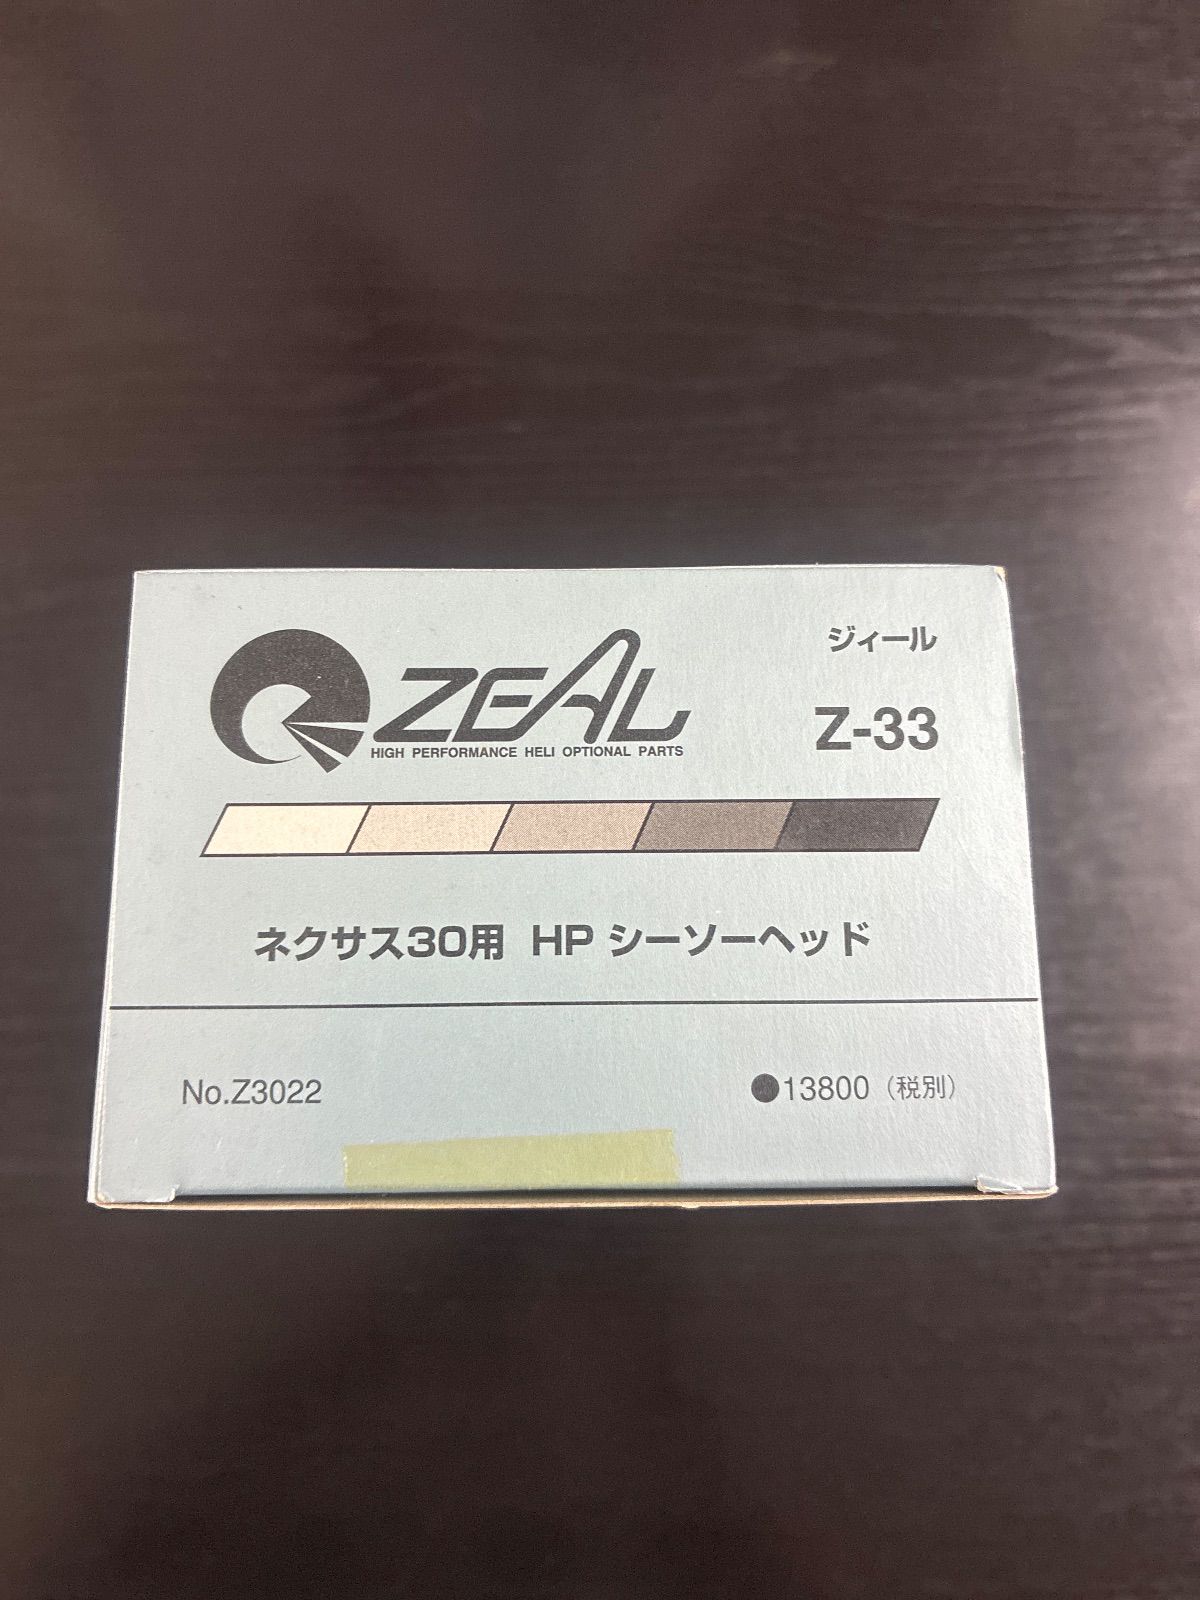 ZEAL
HIGH PERFORMANCE HELI OPTIONAL PARTS
ジィール
Z-33
ネクサス30用 HP シーソーヘッド
No.Z3022
●13800（税別）